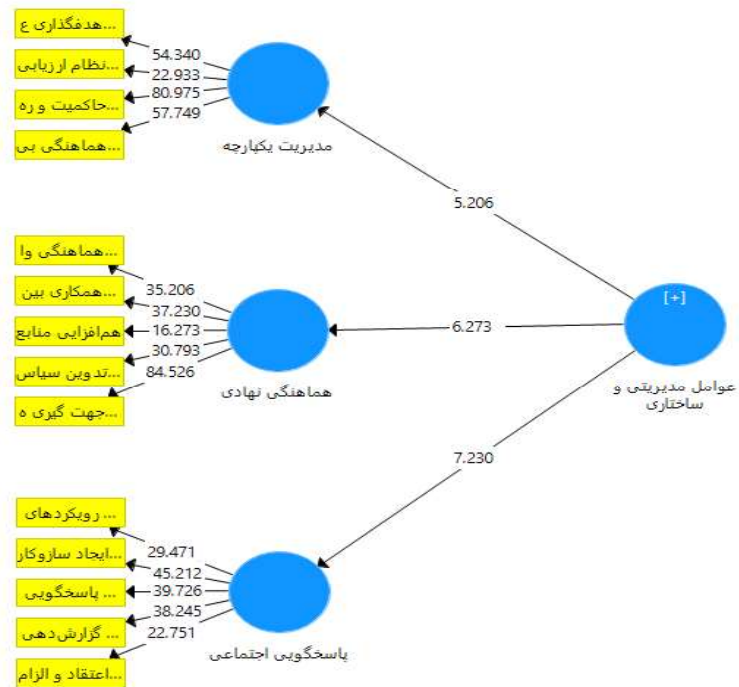 هدفگذاری ع...
نظام ارزیابی...
حاکمیت و ره...
هماهنگی بی...
54.340
22.933
80.975
57.749
مدیریت یکپارچه
5.206
هماهنگی وا...
همکاری بین...
هم‌افزایی منابع
تدوین سیاس...
جهت گیری ه...
35.206
37.230
16.273
30.793
84.526
هماهنگی نهادی
6.273
[+]
عوامل مدیریتی و
ساختاری
7.230
رویکردهای ...
ایجاد سازوکار...
پاسخگویی ...
گزارش‌دهی ...
اعتقاد و الزام...
29.471
45.212
39.726
38.245
22.751
پاسخگویی اجتماعی